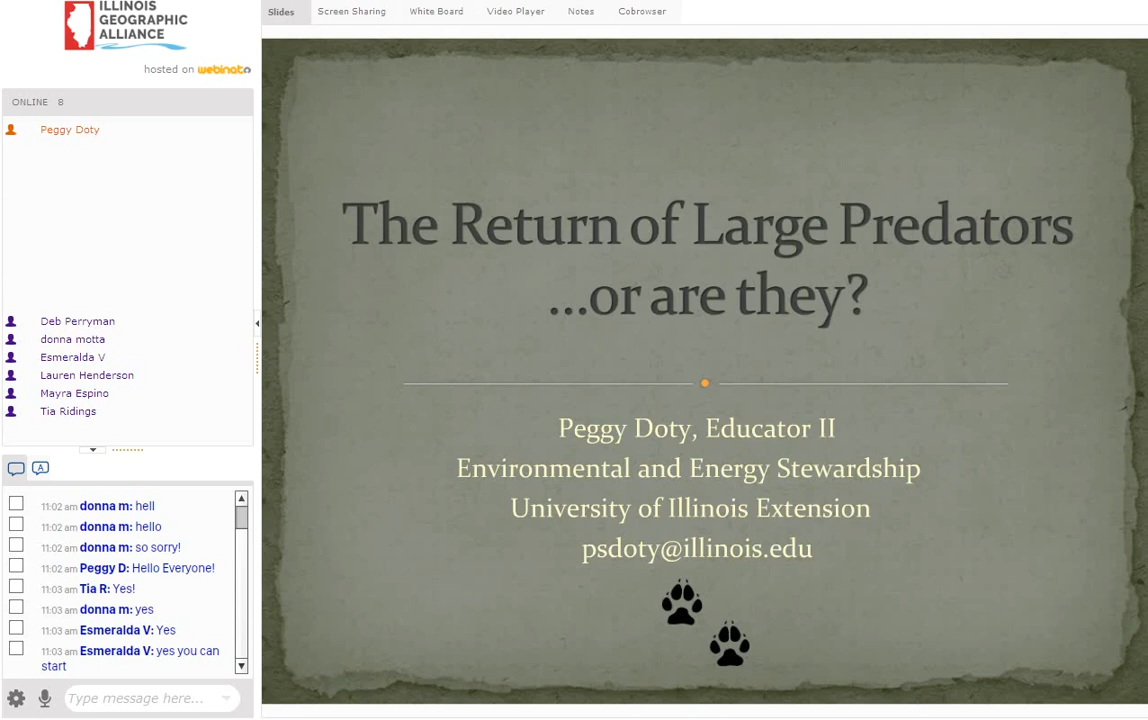 ILLINOIS
GEOGRAPHIC
ALLIANCE
hosted on webinato
ONLINE 8
Peggy Doty
Deb Perryman
donna motta
Esmeralda V
Lauren Henderson
Mayra Espino
Tia Ridings
A
11:02 am donna m: hell
11:02 am donna m: hello
11:02 am donna m: so sorry!
11:02 am Peggy D: Hello Everyone!
11:03 am Tia R: Yes!
11:03 am donna m: yes
11:03 am Esmeralda V: Yes
11:03 am Esmeralda V: yes you can
start
Type message here...
Slides Screen Sharing White Board Video Player Notes Cobrowser
The Return of Large Predators
...or are they?
Peggy Doty, Educator II
Environmental and Energy Stewardship
University of Illinois Extension
psdoty@illinois.edu